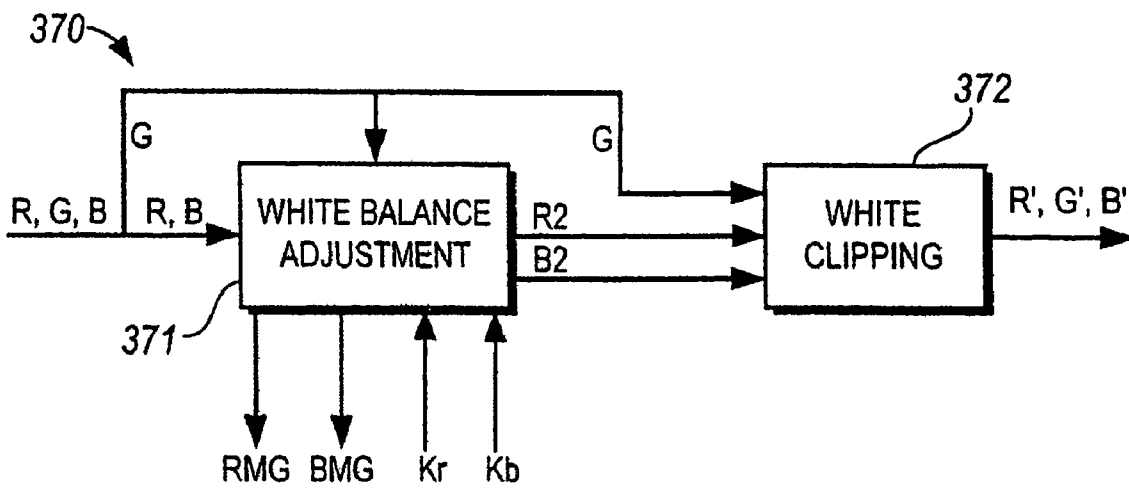 370
372
G
G
R, G, B
R, B
WHITE BALANCE
ADJUSTMENT
R2
B2
WHITE
CLIPPING
R', G', B'
371
RMG
BMG
Kr
Kb